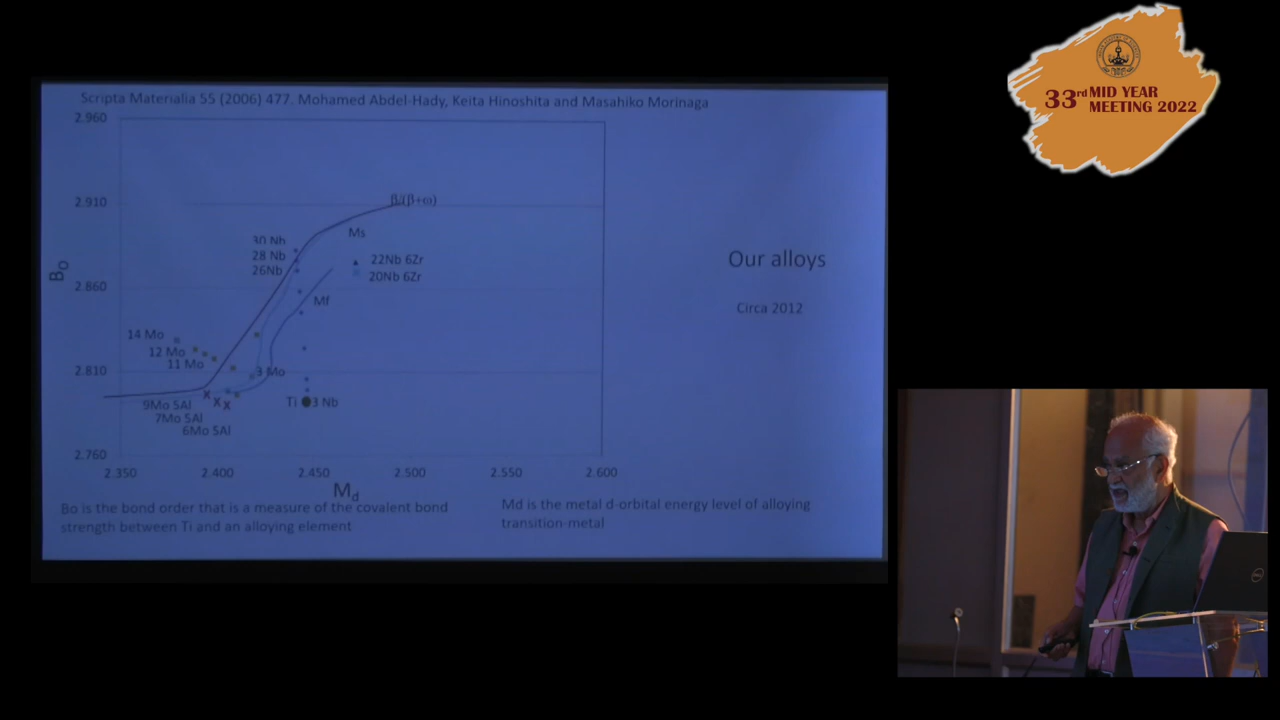 Scripta Materialia 55 (2006) 477. Mohamed Abdel-Hady, Keita Hinoshita and Masahiko Morinaga
2.960
2.910
2.860
2.810
2.760
Bo
β/(β+ω)
Ms
30 Nb
28 Nb
26Nb
22Nb 6Zr
20Nb 6Zr
Mf
14 Mo
12 Mo
11 Mo
3 Mo
9Mo 5Al
7Mo 5Al
6Mo 5Al
Ti
3 Nb
2.350 2.400 2.450 2.500 2.550 2.600
Md
Bo is the bond order that is a measure of the covalent bond
strength between Ti and an alloying element
Md is the metal d-orbital energy level of alloying
transition-metal
Our alloys
Circa 2012
33rd MID YEAR
MEETING 2022